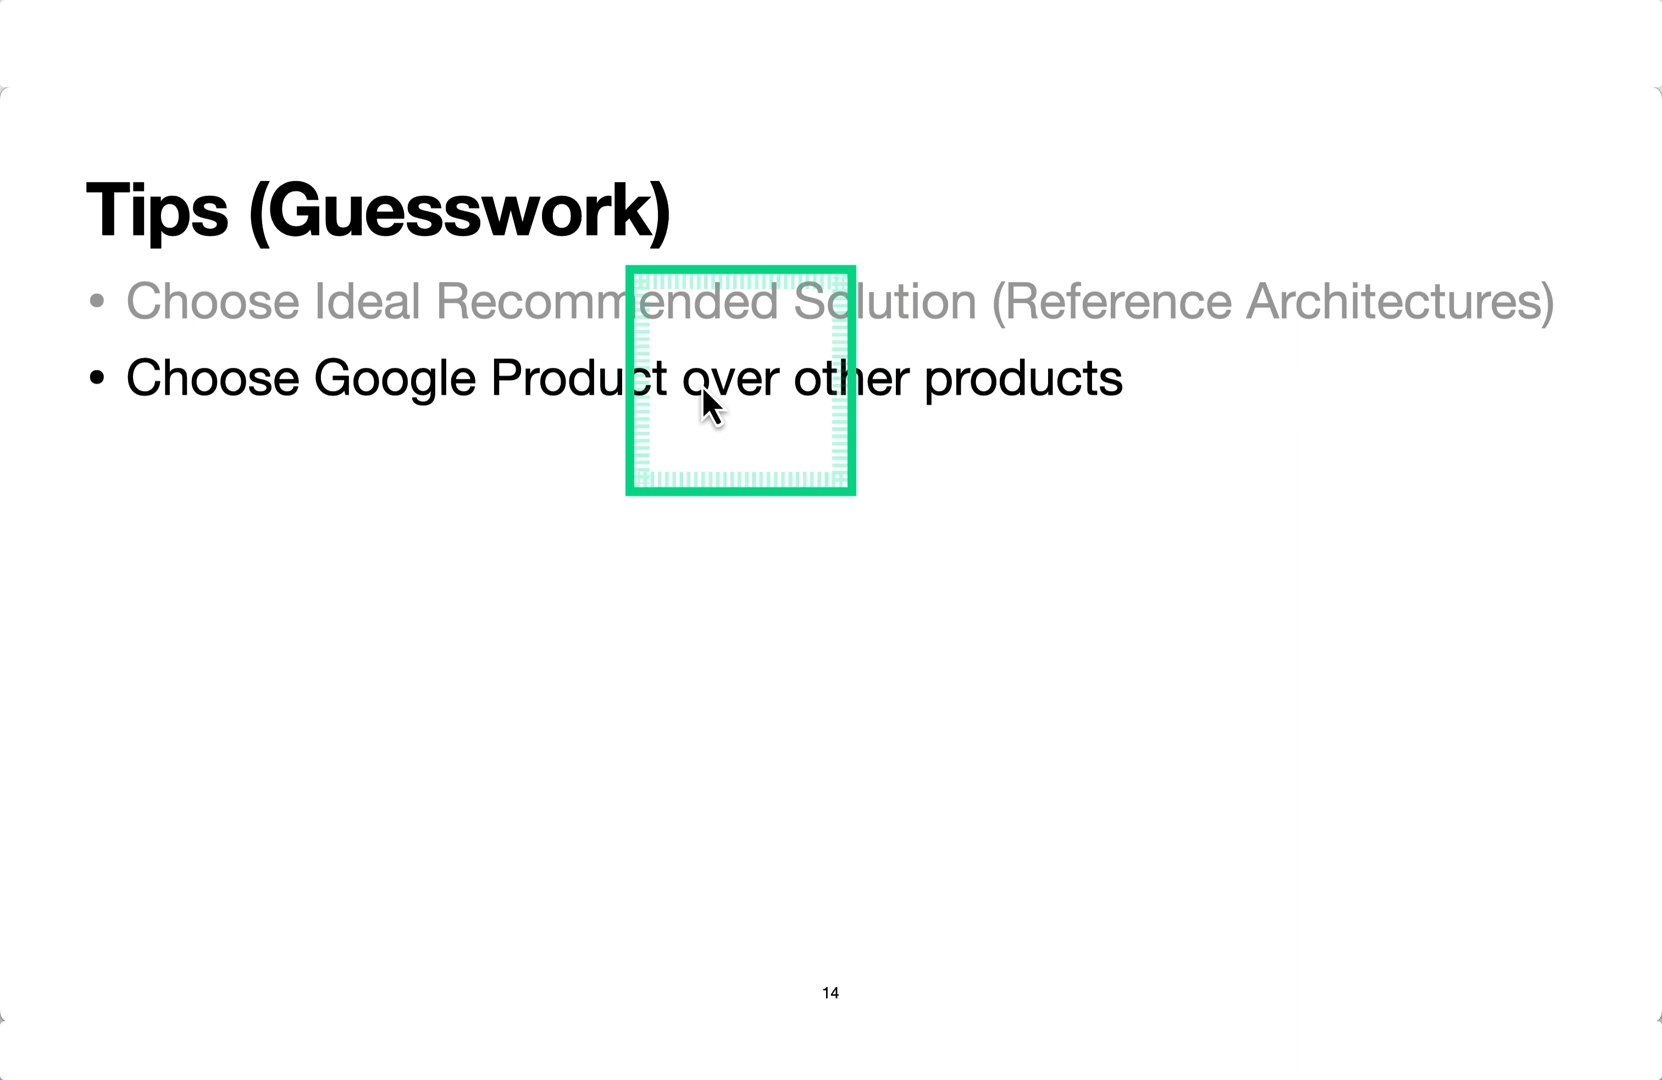 Tips (Guesswork)
• Choose Ideal Recommended Solution (Reference Architectures)
• Choose Google Product over other products
14